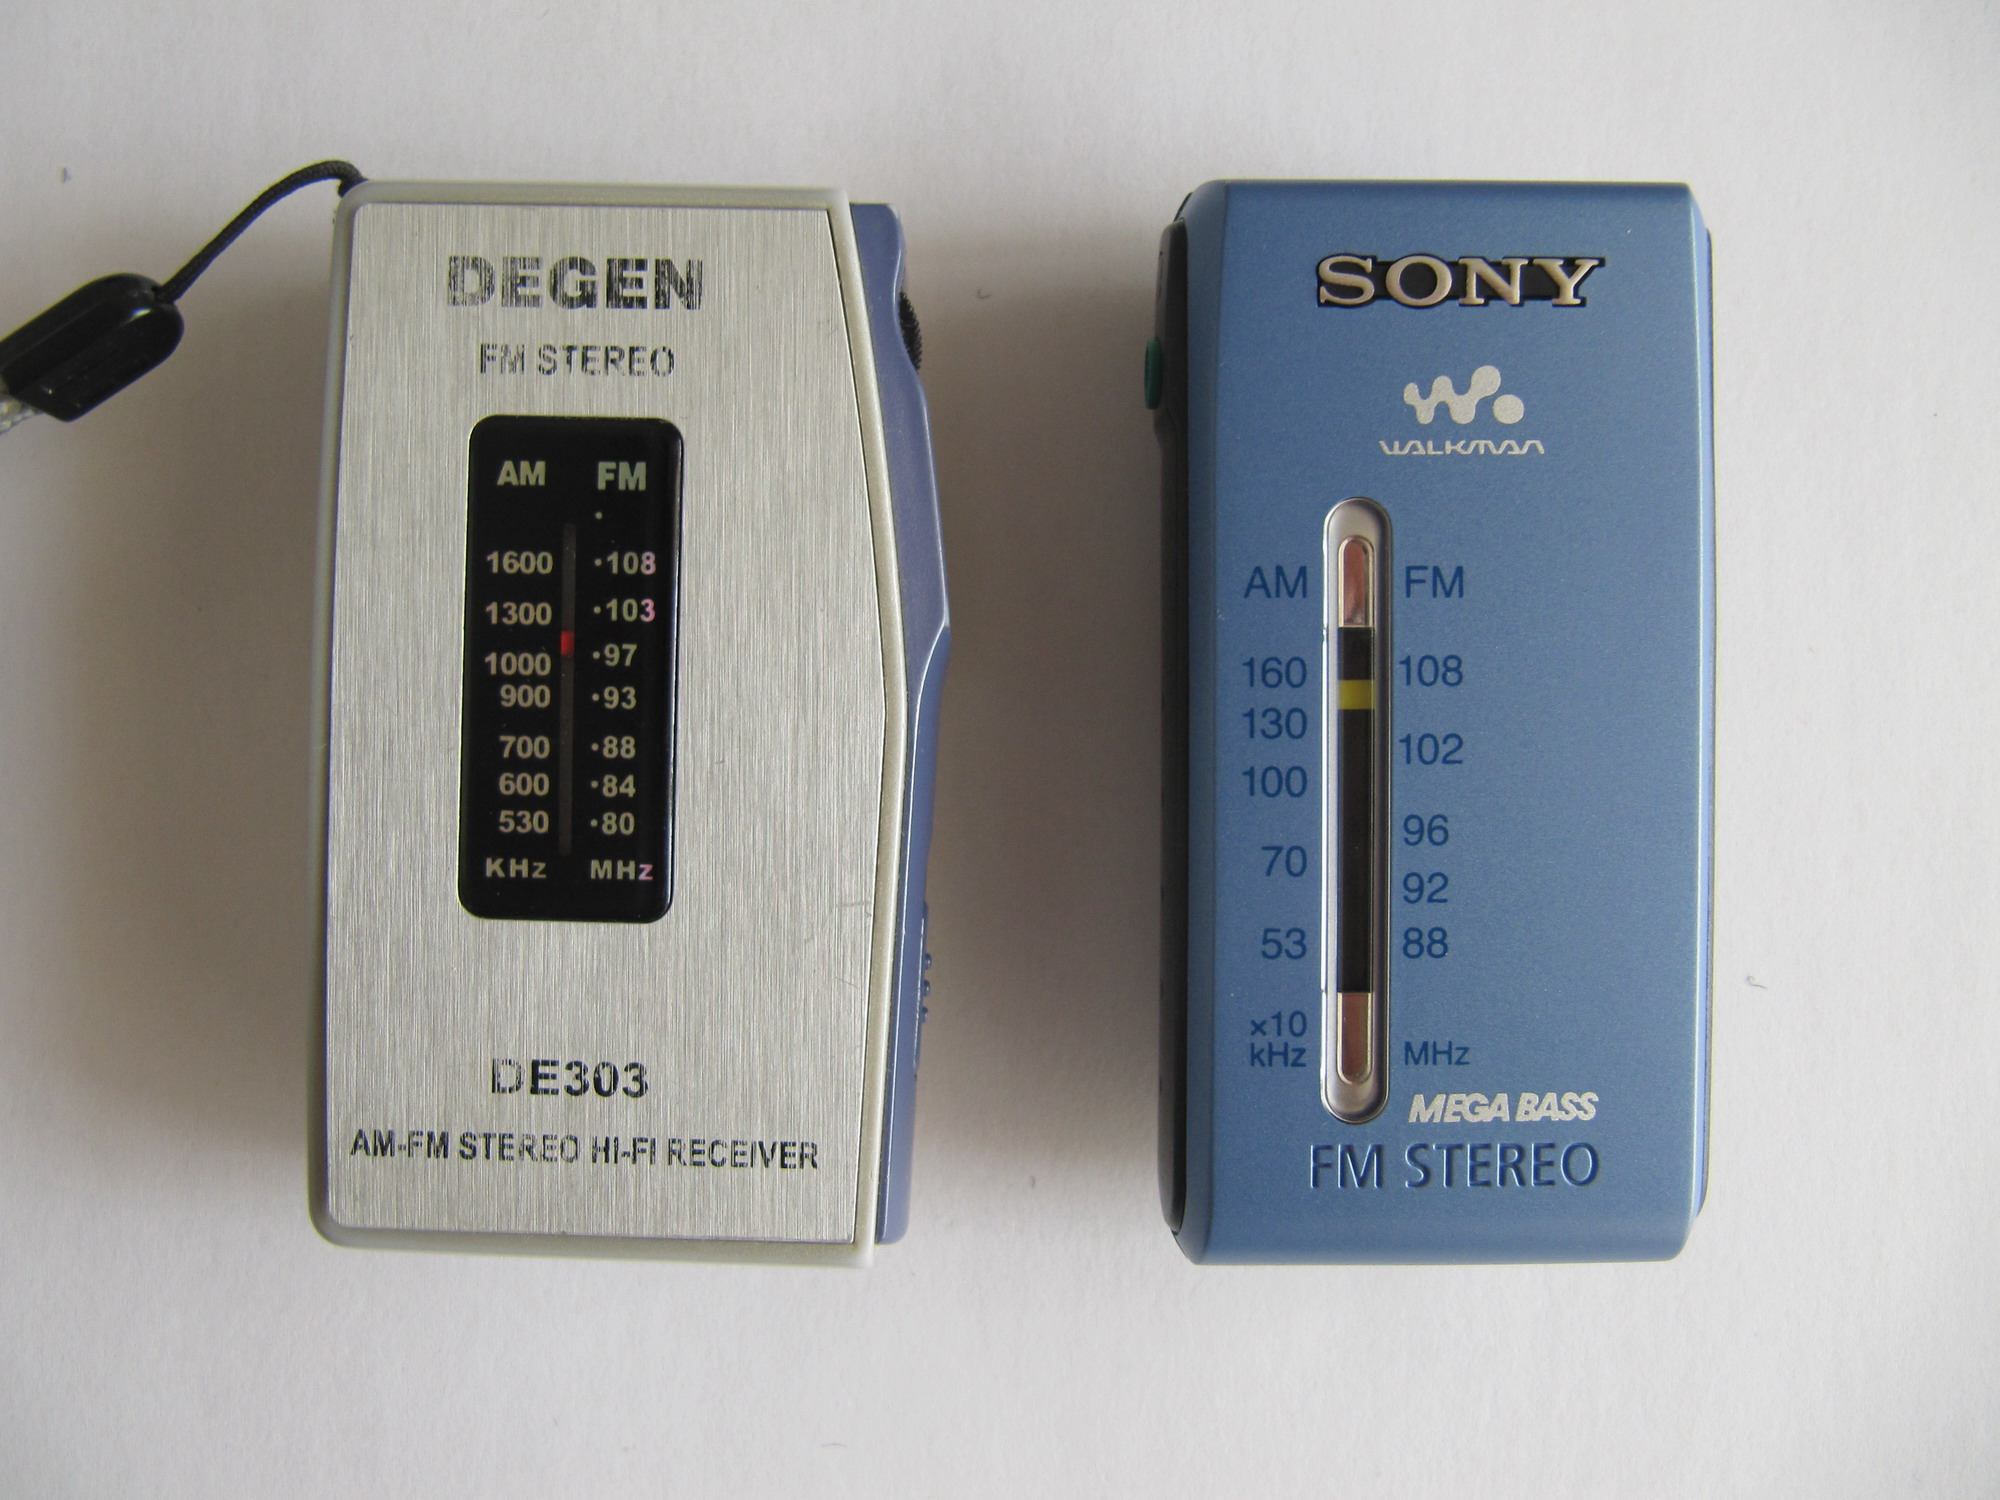 DEGEN
FM STEREO
AM FM
1600 ·108
1300 ·103
1000 ·97
900 ·93
700 ·88
600 ·84
530 ·80
KHz MHz
DE303
AM-FM STEREO HI-FI RECEIVER
SONY
WALKMAN
AM FM
160 108
130
102
100
96
70
92
53 88
x10
kHz MHz
MEGA BASS
FM STEREO